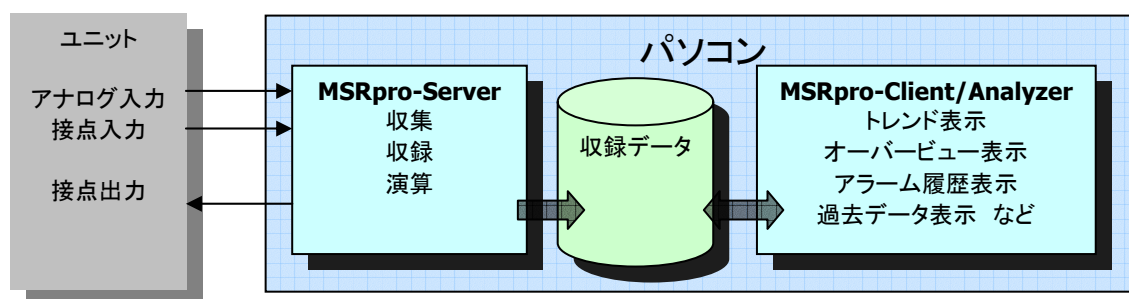 ユニット
アナログ入力
接点入力
接点出力
パソコン
MSRpro-Server
収集
収録
演算
収録データ
MSRpro-Client/Analyzer
トレンド表示
オーバービュー表示
アラーム履歴表示
過去データ表示 など